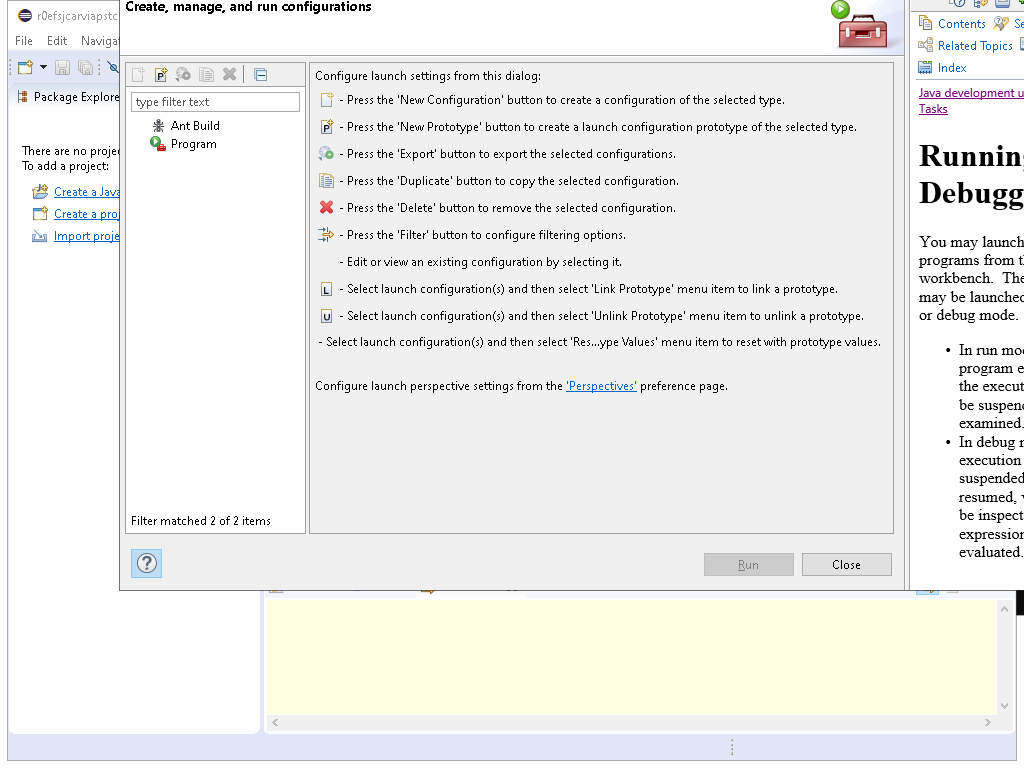 Create, manage, and run configurations
r0efsjcarviapstc
File Edit Naviga
Package Explore
There are no proje
To add a project:
Create a Java
Create a proj
Import proje
type filter text
Ant Build
Program
Filter matched 2 of 2 items
Configure launch settings from this dialog:
- Press the 'New Configuration' button to create a configuration of the selected type.
P - Press the 'New Prototype' button to create a launch configuration prototype of the selected type.
- Press the 'Export' button to export the selected configurations.
- Press the 'Duplicate' button to copy the selected configuration.
- Press the 'Delete' button to remove the selected configuration.
- Press the 'Filter' button to configure filtering options.
- Edit or view an existing configuration by selecting it.
L - Select launch configuration(s) and then select 'Link Prototype' menu item to link a prototype.
U - Select launch configuration(s) and then select 'Unlink Prototype' menu item to unlink a prototype.
- Select launch configuration(s) and then select 'Res...ype Values' menu item to reset with prototype values.
Configure launch perspective settings from the 'Perspectives' preference page.
?
Run
Close
Contents Se
Related Topics
Index
Java development u
Tasks
Running
Debugg
You may launch
programs from th
workbench. The
may be launched
or debug mode.
• In run mod
program e
the execut
be suspend
examined.
• In debug m
execution
suspended
resumed, v
be inspect
expression
evaluated.